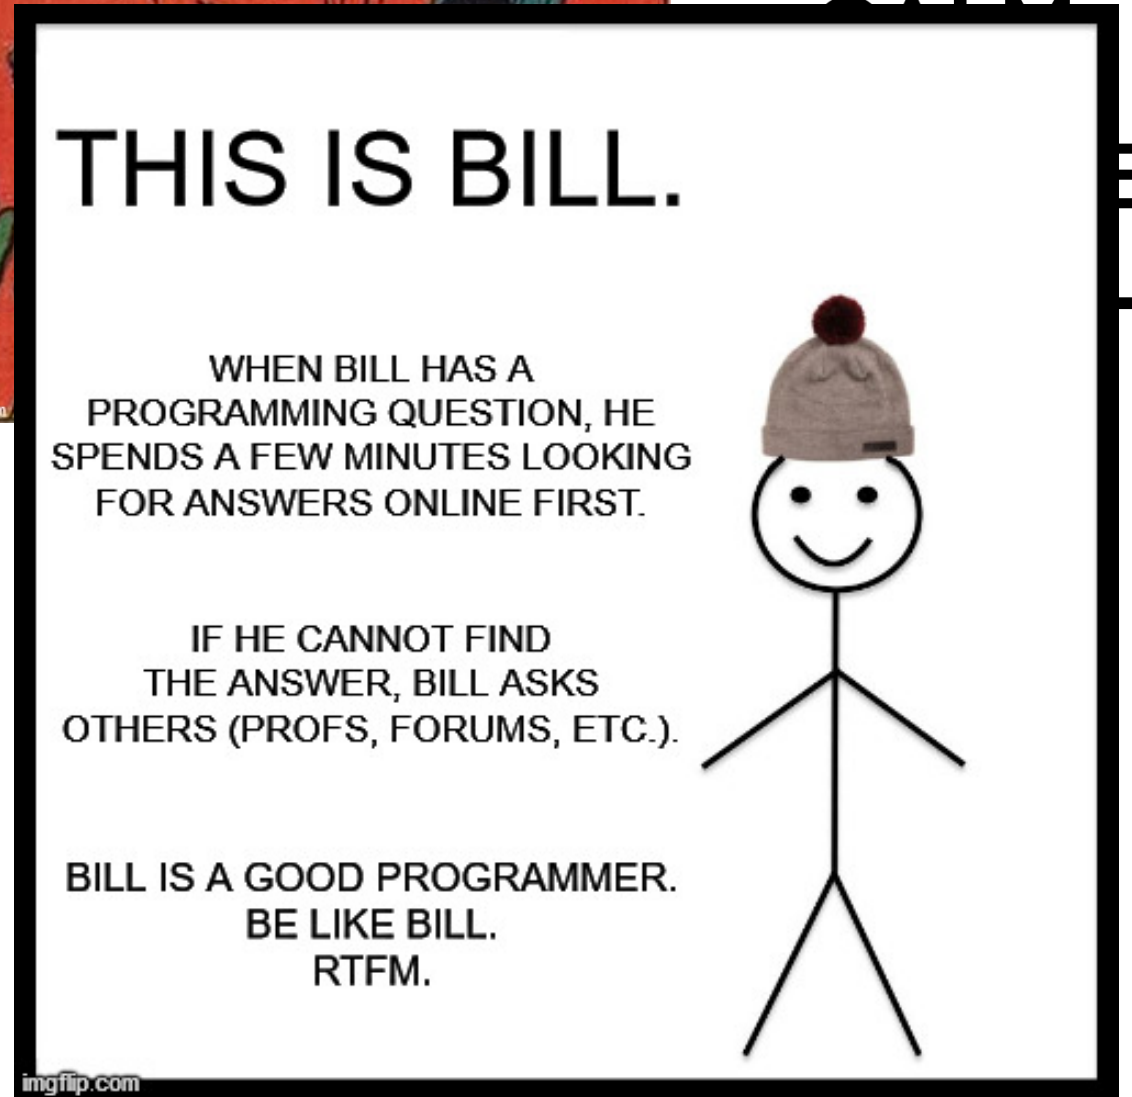 THIS IS BILL.
WHEN BILL HAS A
PROGRAMMING QUESTION, HE
SPENDS A FEW MINUTES LOOKING
FOR ANSWERS ONLINE FIRST.
IF HE CANNOT FIND
THE ANSWER, BILL ASKS
OTHERS (PROFS, FORUMS, ETC.).
BILL IS A GOOD PROGRAMMER.
BE LIKE BILL.
RTFM.
imgflip.com